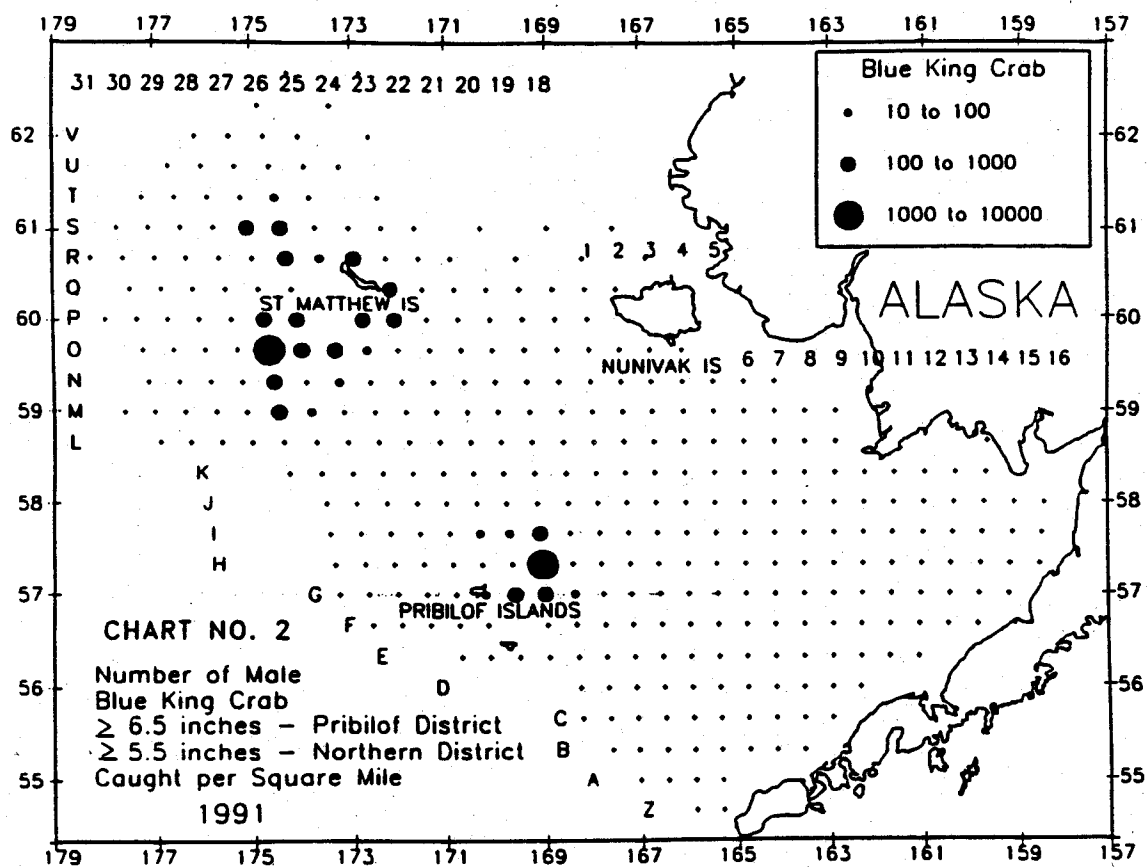 179 177 175 173 171 169 167 165 163 161 159 157
Blue King Crab
10 to 100
100 to 1000
1000 to 10000
31 30 29 28 27 26 25 24 23 22 21 20 19 18
62 V 62
U
T
61 S 61
R 1 2 3 4 5
Q
ST MATTHEW IS
ALASKA
60 P 60
O
NUNIVAK IS 6 7 8 9 10 11 12 13 14 15 16
N
59 M 59
L
K
58 J 58
I
H
57 G 57
PRIBILOF ISLANDS
CHART NO. 2 F
E
Number of Male
56 D 56
Blue King Crab
≥ 6.5 inches - Pribilof District C
≥ 5.5 inches - Northern District B
55 Caught per Square Mile A 55
1991 Z
179 177 175 173 171 169 167 165 163 161 159 157